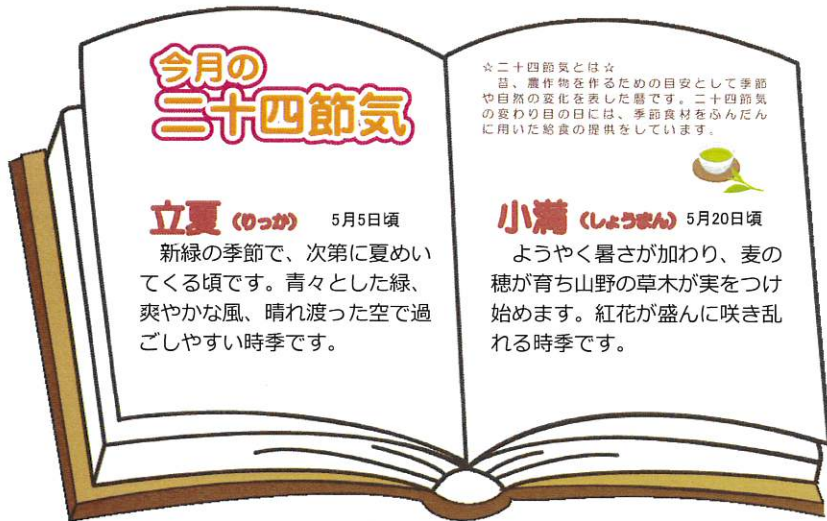 今月の
二十四節気
立夏 (りっか) 5月5日頃
　新緑の季節で、次第に夏めい
てくる頃です。青々とした緑、
爽やかな風、晴れ渡った空で過
ごしやすい時季です。
☆二十四節気とは☆
　昔、農作物を作るための目安として季節
や自然の変化を表した暦です。二十四節気
の変わり目の日には、季節食材をふんだん
に用いた給食の提供をしています。
小満 (しょうまん) 5月20日頃
　ようやく暑さが加わり、麦の
穂が育ち山野の草木が実をつけ
始めます。紅花が盛んに咲き乱
れる時季です。